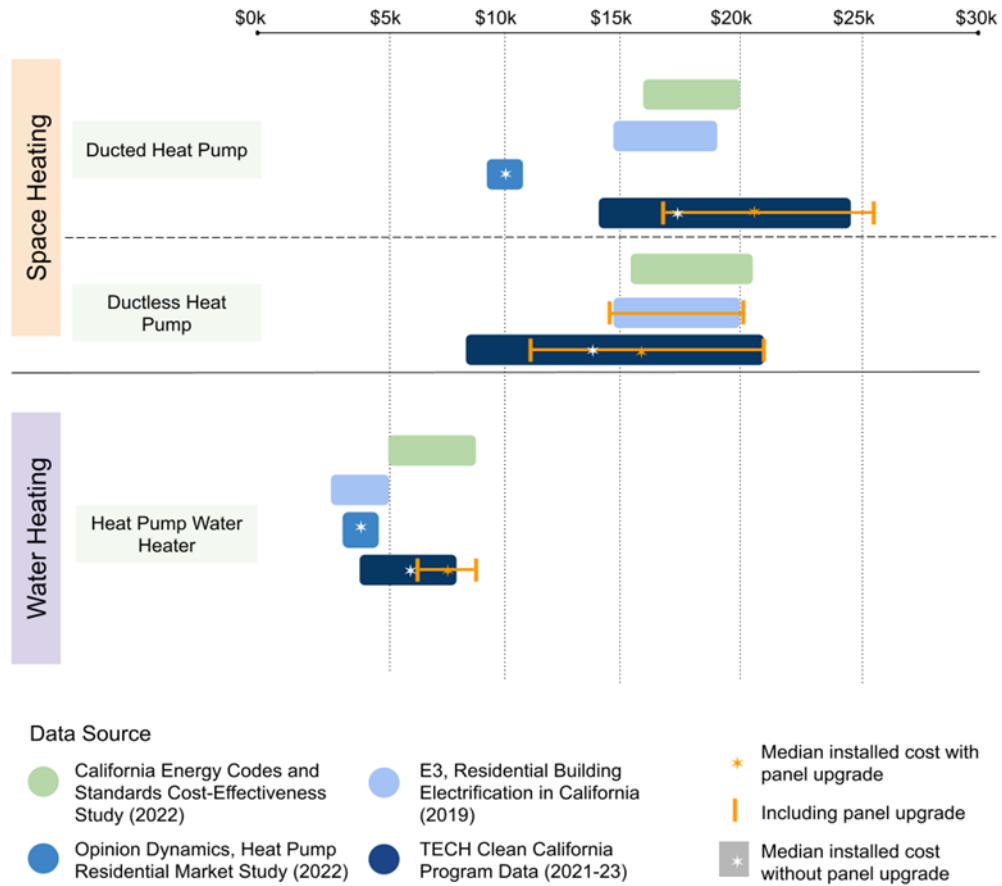 $0k $5k $10k $15k $20k $25k $30k
Space Heating
Ducted Heat Pump
Ductless Heat
Pump
Water Heating
Heat Pump Water
Heater
Data Source
California Energy Codes and
Standards Cost-Effectiveness
Study (2022)
Opinion Dynamics, Heat Pump
Residential Market Study (2022)
E3, Residential Building
Electrification in California
(2019)
TECH Clean California
Program Data (2021-23)
Median installed cost with
panel upgrade
Including panel upgrade
Median installed cost
without panel upgrade